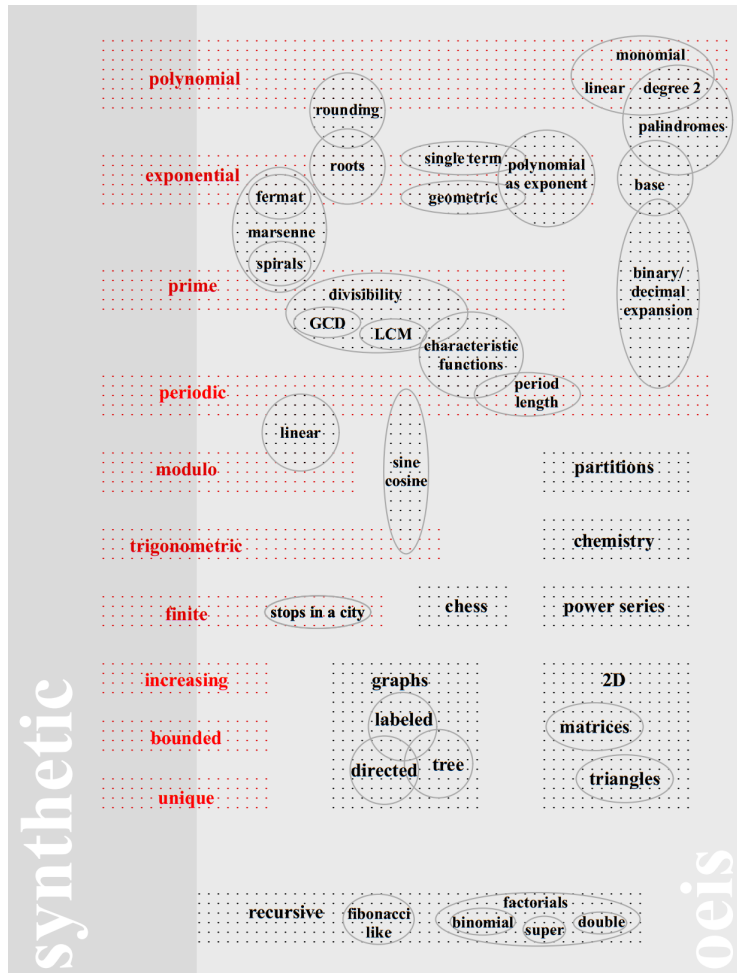 monomial
polynomial
linear
degree 2
rounding
palindromes
single term
polynomial
as exponent
exponential
roots
base
fermat
geometric
marsenne
spirals
prime
divisibility
binary/
decimal
expansion
GCD
LCM
characteristic
functions
periodic
period
length
linear
modulo
sine
cosine
partitions
trigonometric
chemistry
finite
stops in a city
chess
power series
increasing
graphs
2D
labeled
matrices
bounded
directed
tree
triangles
unique
recursive
fibonacci
like
factorials
binomial
super
double
synthetic
oeis